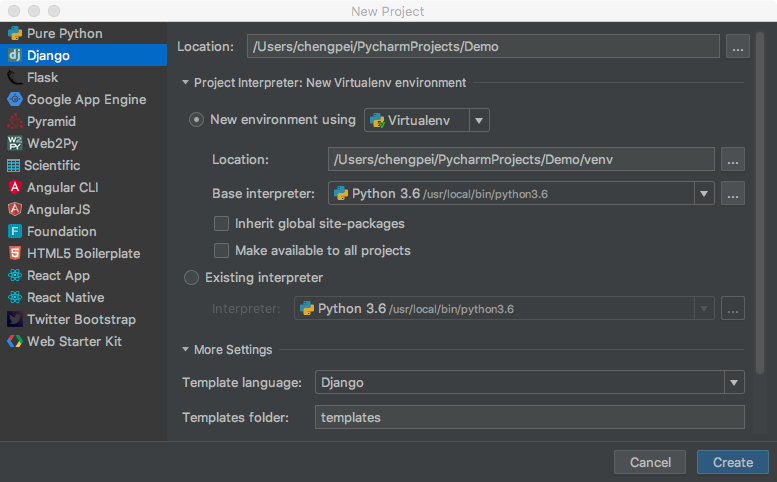 New Project
Pure Python
Django
Flask
Google App Engine
Pyramid
Web2Py
Scientific
Angular CLI
AngularJS
Foundation
HTML5 Boilerplate
React App
React Native
Twitter Bootstrap
Web Starter Kit
Location: /Users/chengpei/PycharmProjects/Demo ...
Project Interpreter: New Virtualenv environment
New environment using Virtualenv
Location: /Users/chengpei/PycharmProjects/Demo/venv ...
Base interpreter: Python 3.6 /usr/local/bin/python3.6 ...
Inherit global site-packages
Make available to all projects
Existing interpreter
Interpreter: Python 3.6 /usr/local/bin/python3.6 ...
More Settings
Template language: Django
Templates folder: templates
Cancel Create